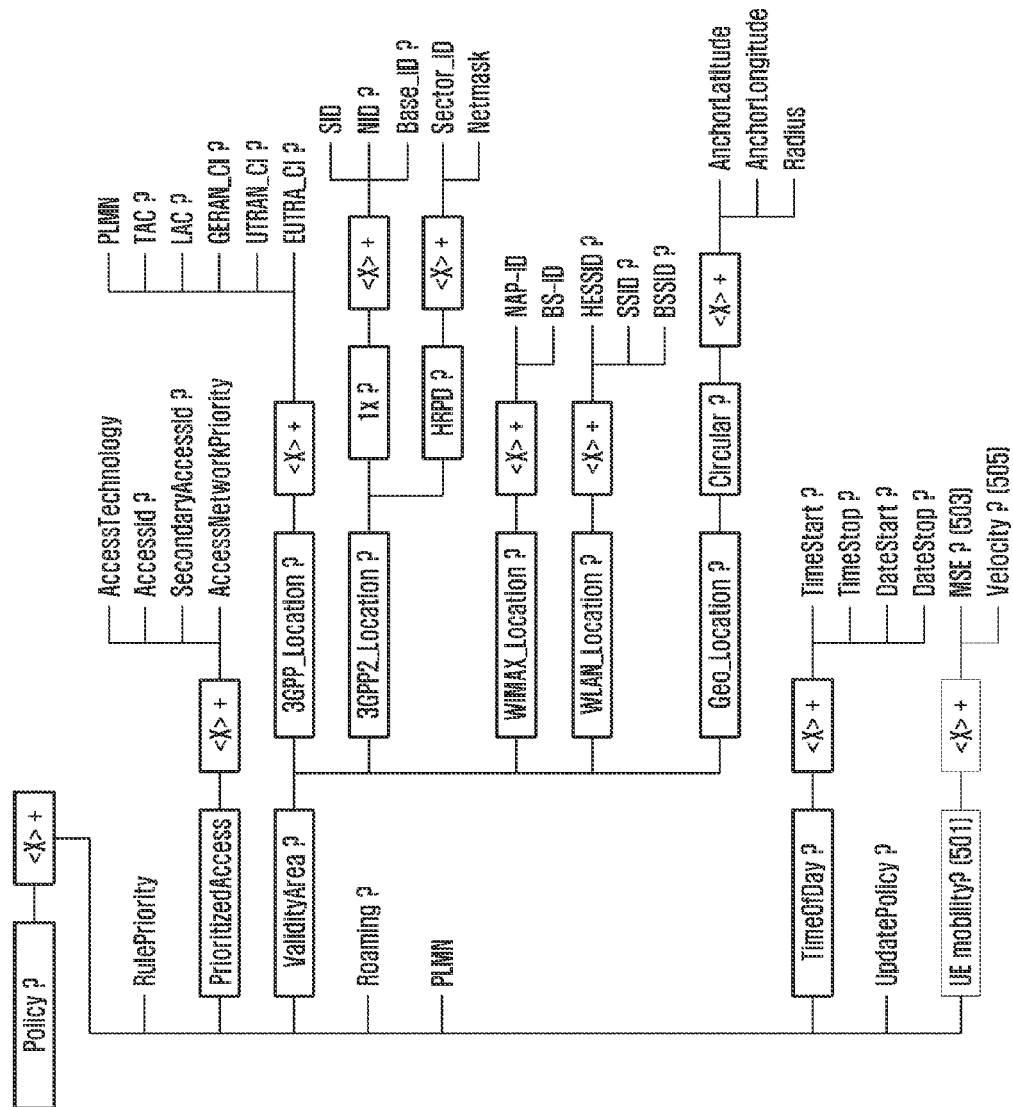 Policy ?
<X> +
RulePriority
PrioritizedAccess
<X> +
AccessTechnology
AccessId ?
SecondaryAccessId ?
AccessNetworkPriority
ValidityArea ?
3GPP_Location ?
<X> +
PLMN
TAC ?
LAC ?
GERAN_CI ?
UTRAN_CI ?
EUTRA_CI ?
3GPP2_Location ?
1x ?
<X> +
SID
NID ?
Base_ID ?
HRPD ?
<X> +
Sector_ID
Netmask
WIMAX_Location ?
<X> +
NAP-ID
BS-ID
WLAN_Location ?
<X> +
HESSID ?
SSID ?
BSSID ?
Geo_Location ?
Circular ?
<X> +
AnchorLatitude
AnchorLongitude
Radius
Roaming ?
PLMN
TimeOfDay ?
<X> +
TimeStart ?
TimeStop ?
DateStart ?
DateStop ?
UpdatePolicy ?
UE mobility? (501)
<X> +
MSE ? (503)
Velocity ? (505)